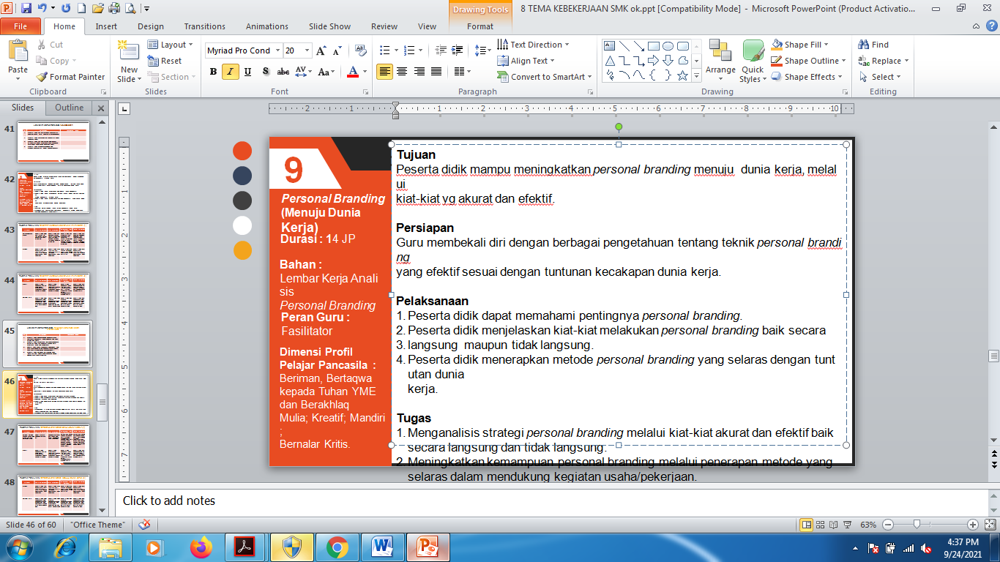 8 TEMA KEBEKERJAAN SMK ok.ppt [Compatibility Mode] - Microsoft PowerPoint (Product Activatio...
Drawing Tools
File Home Insert Design Transitions Animations Slide Show Review View Format
Paste
Cut
Copy
Format Painter
Clipboard
New Slide
Layout
Reset
Section
Slides
Myriad Pro Cond 20
Font
Text Direction
Align Text
Convert to SmartArt
Paragraph
Arrange
Quick Styles
Shape Fill
Shape Outline
Shape Effects
Drawing
Find
Replace
Select
Editing
Slides Outline
41
42
43
44
45
46
47
48
9
Personal Branding
(Menuju Dunia
Kerja)
Durasi : 14 JP
Bahan :
Lembar Kerja Anali
sis
Personal Branding
Peran Guru :
Fasilitator
Dimensi Profil
Pelajar Pancasila :
Beriman, Bertaqwa
kepada Tuhan YME
dan Berakhlaq
Mulia; Kreatif; Mandiri
;
Bernalar Kritis.
Tujuan
Peserta didik mampu meningkatkan personal branding menuju dunia kerja, melal
ui
kiat-kiat yg akurat dan efektif.
Persiapan
Guru membekali diri dengan berbagai pengetahuan tentang teknik personal brandi
ng
yang efektif sesuai dengan tuntunan kecakapan dunia kerja.
Pelaksanaan
1. Peserta didik dapat memahami pentingnya personal branding.
2. Peserta didik menjelaskan kiat-kiat melakukan personal branding baik secara
3. langsung maupun tidak langsung.
4. Peserta didik menerapkan metode personal branding yang selaras dengan tunt
utan dunia
kerja.
Tugas
1. Menganalisis strategi personal branding melalui kiat-kiat akurat dan efektif baik
secara langsung dan tidak langsung.
2. Meningkatkan kemampuan personal branding melalui penerapan metode yang
selaras dalam mendukung kegiatan usaha/pekerjaan.
Click to add notes
Slide 46 of 60 "Office Theme" 63%
4:37 PM
9/24/2021